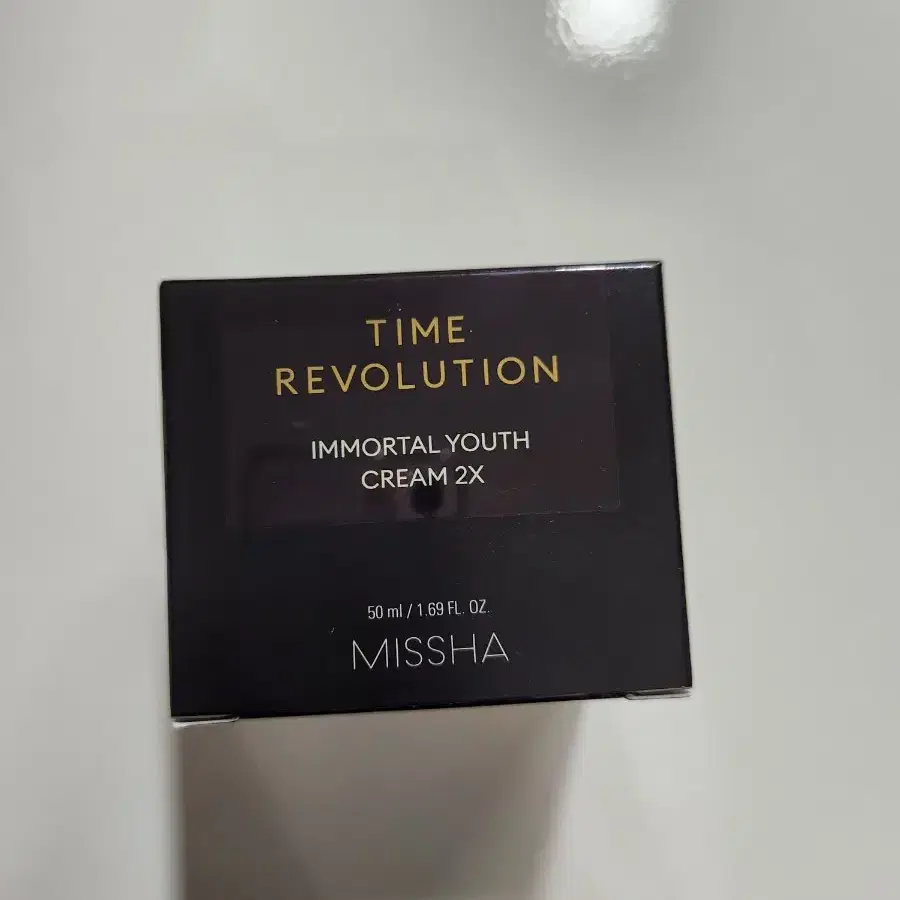 TIME
REVOLUTION
IMMORTAL YOUTH
CREAM 2X
50 ml / 1.69 FL. OZ.
MISSHA